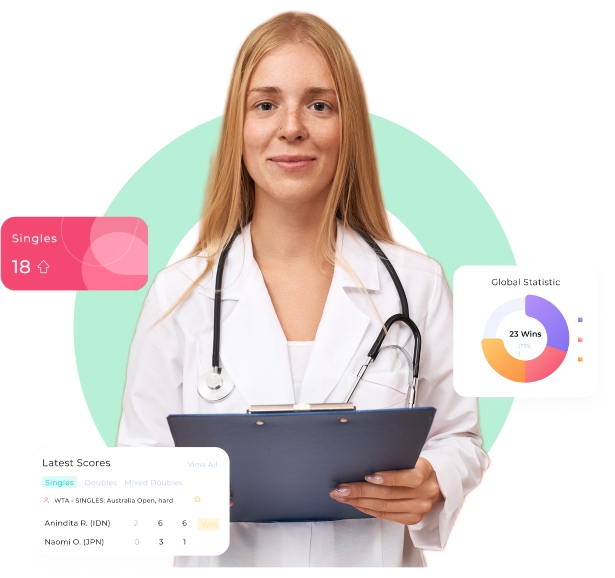 Singles
18
Global Statistic
23 Wins
Latest Scores
View All
Singles Doubles Mixed Doubles
WTA - SINGLES: Australia Open, hard
Anindita R. (IDN) 2 6 6
Naomi O. (JPN) 0 3 1